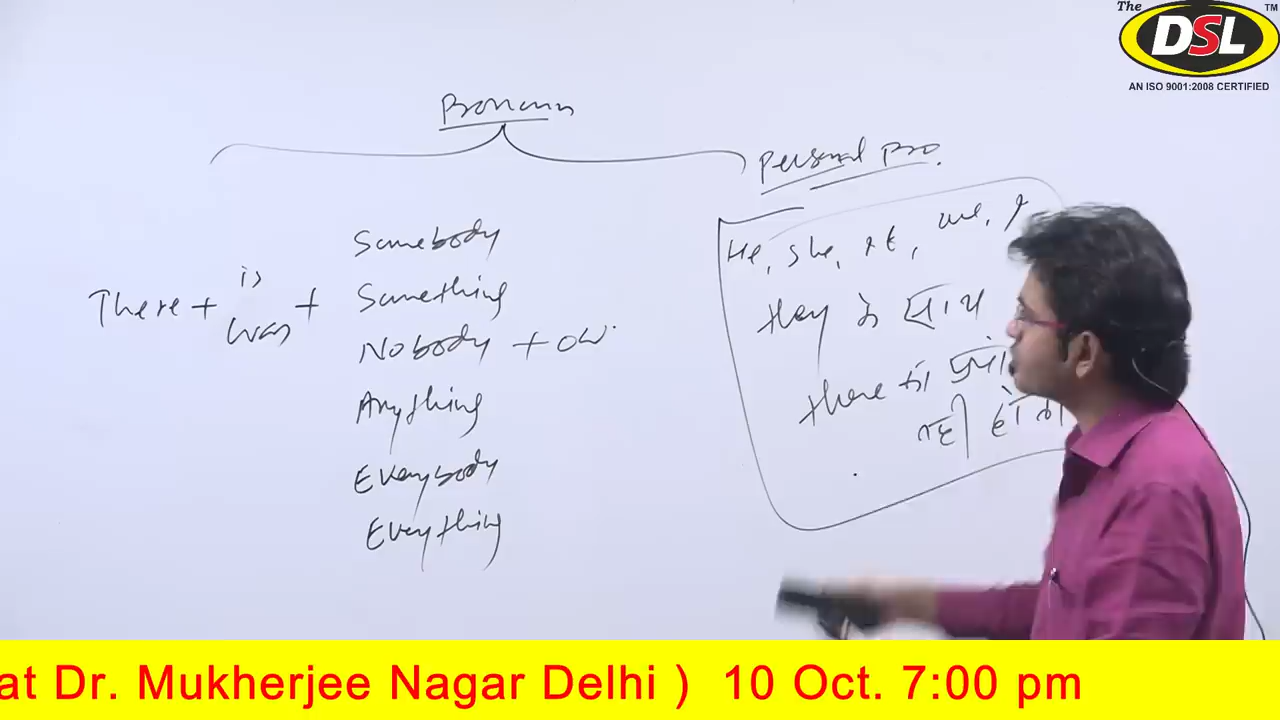 The
TM
DSL
AN ISO 9001:2008 CERTIFIED
Pronoun
Personal Pro.
There + is
was
+
Somebody
Something
Nobody + ow
Anything
Everybody
Everything
He, she, it, we, I
they के साथ
there का प्रयो
नहीं हो
at Dr. Mukherjee Nagar Delhi ) 10 Oct. 7:00 pm